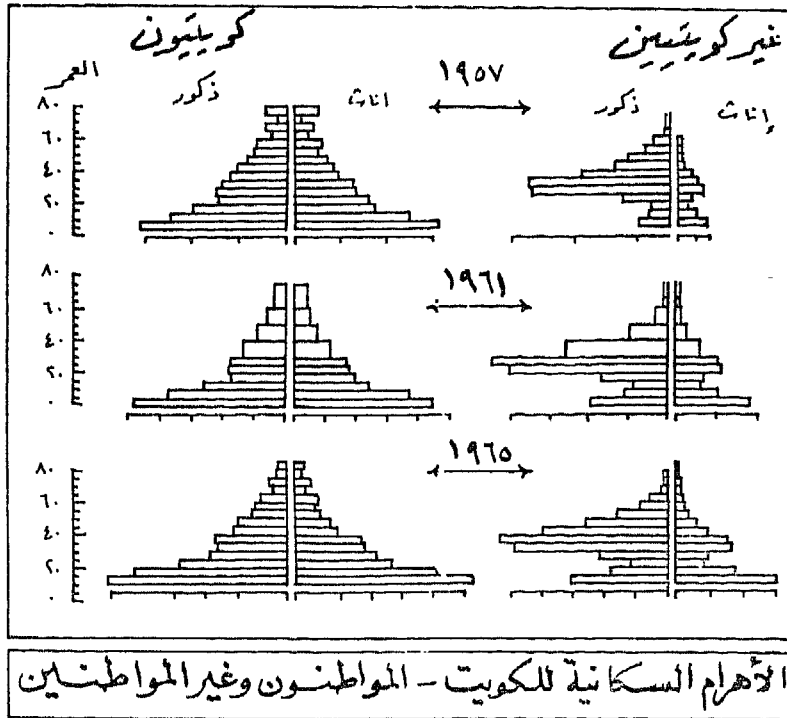 كويتيون
غير كويتيين
العمر
ذكور
اناث
١٩٥٧
ذكور
إناث
٨٠
٦٠
٤٠
٢٠
٠
١٩٦١
٨٠
٦٠
٤٠
٢٠
٠
١٩٦٥
٨٠
٦٠
٤٠
٢٠
٠
الأهرام السكانية للكويت - المواطنون وغير المواطنين